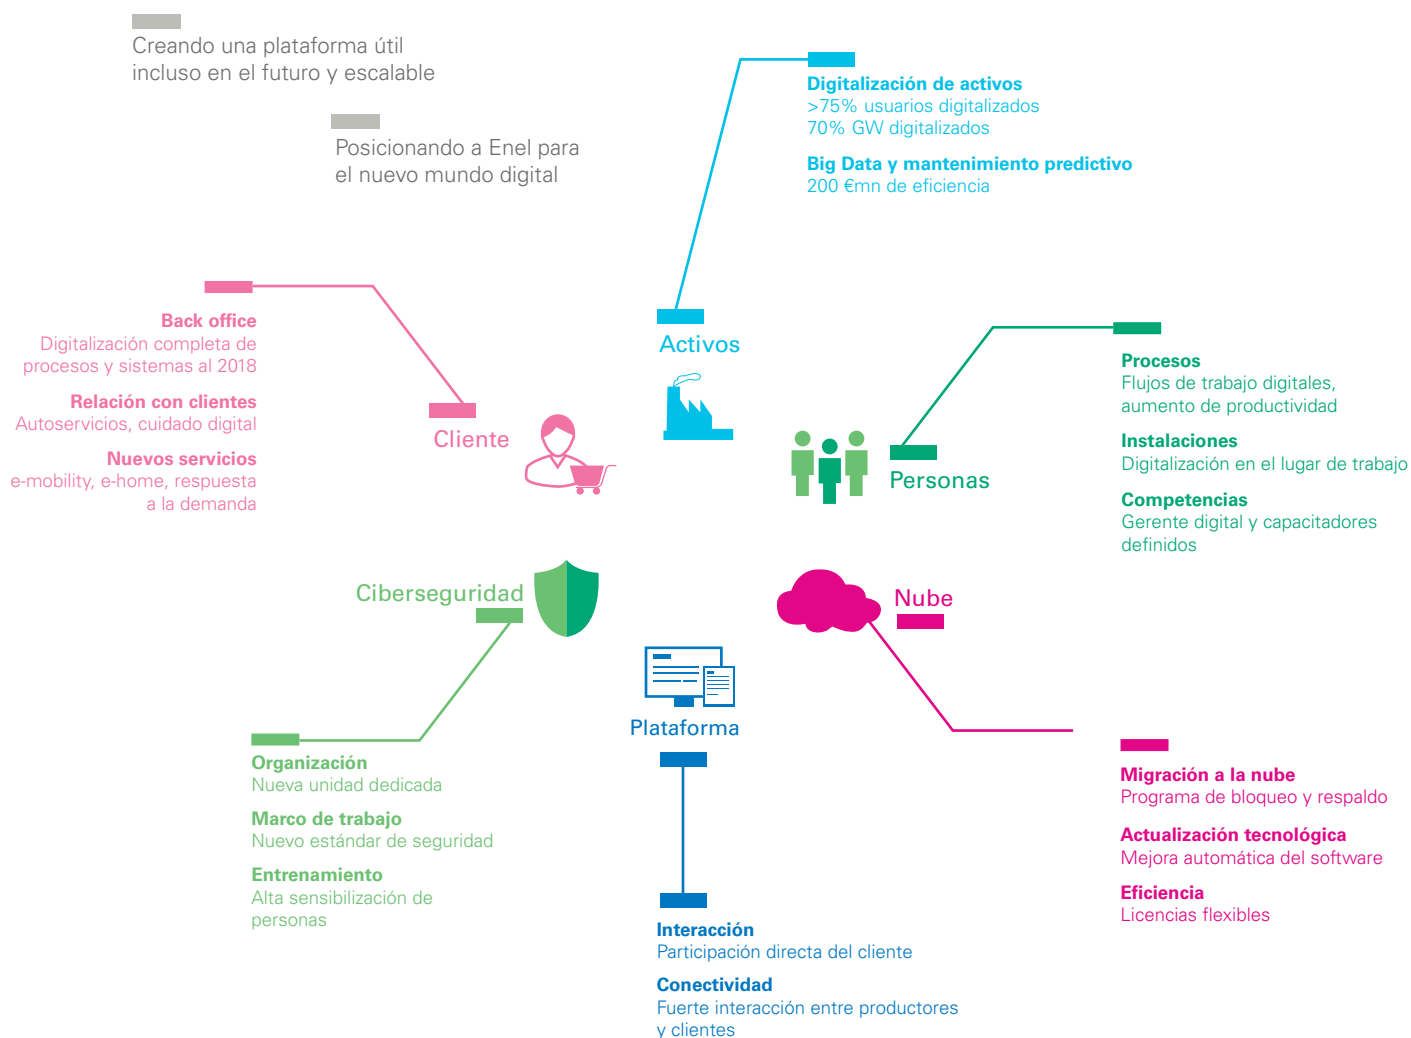 Creando una plataforma útil
incluso en el futuro y escalable
Posicionando a Enel para
el nuevo mundo digital
Digitalización de activos
>75% usuarios digitalizados
70% GW digitalizados
Big Data y mantenimiento predictivo
200 €mn de eficiencia
Activos
Back office
Digitalización completa de
procesos y sistemas al 2018
Relación con clientes
Autoservicios, cuidado digital
Nuevos servicios
e-mobility, e-home, respuesta
a la demanda
Cliente
Personas
Procesos
Flujos de trabajo digitales,
aumento de productividad
Instalaciones
Digitalización en el lugar de trabajo
Competencias
Gerente digital y capacitadores
definidos
Ciberseguridad
Organización
Nueva unidad dedicada
Marco de trabajo
Nuevo estándar de seguridad
Entrenamiento
Alta sensibilización de
personas
Plataforma
Interacción
Participación directa del cliente
Conectividad
Fuerte interacción entre productores
y clientes
Nube
Migración a la nube
Programa de bloqueo y respaldo
Actualización tecnológica
Mejora automática del software
Eficiencia
Licencias flexibles